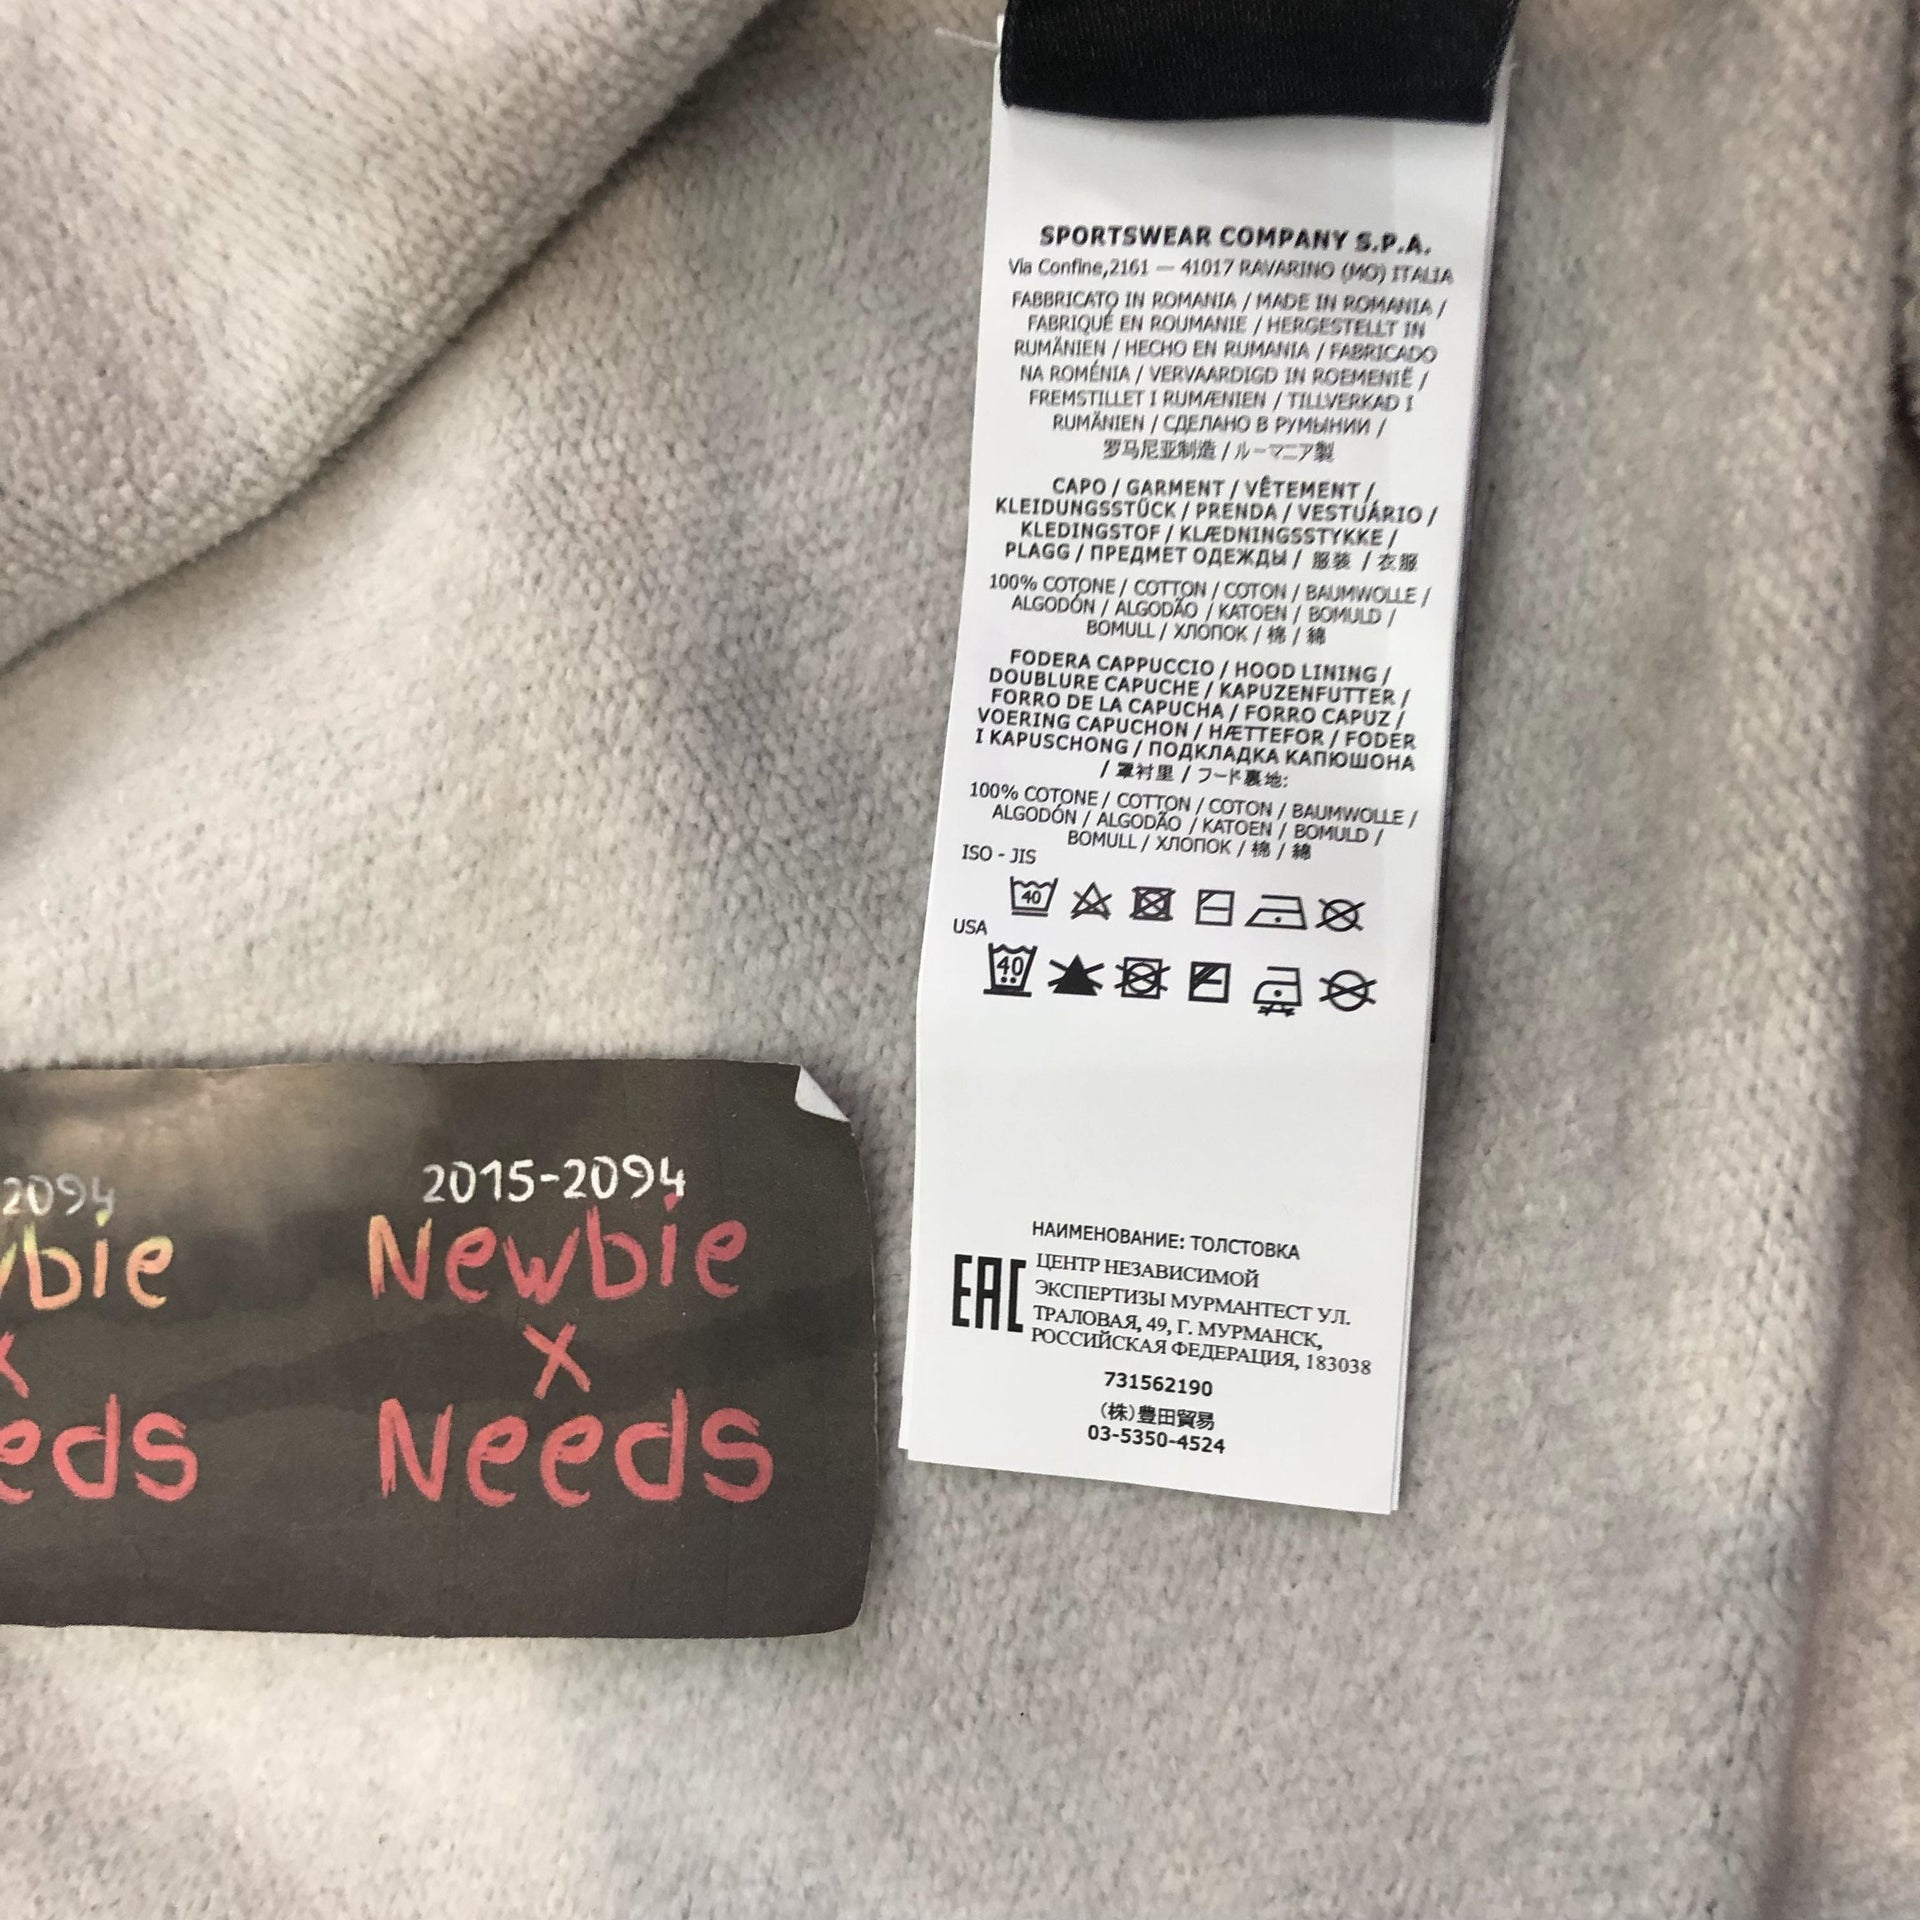 SPORTSWEAR COMPANY S.P.A.
Via Confine,2161 — 41017 RAVARINO (MO) ITALIA
FABBRICATO IN ROMANIA / MADE IN ROMANIA /
FABRIQUÉ EN ROUMANIE / HERGESTELLT IN
RUMÄNIEN / HECHO EN RUMANIA / FABRICADO
NA ROMÉNIA / VERVAARDIGD IN ROEMENIË /
FREMSTILLET I RUMÆNIEN / TILLVERKAD I
RUMÄNIEN / СДЕЛАНО В РУМЫНИИ /
罗马尼亚制造 / ルーマニア製
CAPO / GARMENT / VÊTEMENT /
KLEIDUNGSSTÜCK / PRENDA / VESTUÁRIO /
KLEDINGSTOF / KLÆDNINGSSTYKKE /
PLAGG / ПРЕДМЕТ ОДЕЖДЫ / 服装 / 衣服
100% COTONE / COTTON / COTON / BAUMWOLLE /
ALGODÓN / ALGODÃO / KATOEN / BOMULD /
BOMULL / ХЛОПОК / 棉 / 綿
FODERA CAPPUCCIO / HOOD LINING /
DOUBLURE CAPUCHE / KAPUZENFUTTER /
FORRO DE LA CAPUCHA / FORRO CAPUZ /
VOERING CAPUCHON / HÆTTEFOR / FODER
I KAPUSCHONG / ПОДКЛАДКА КАПЮШОНА
/ 罩衬里 / フード裏地:
100% COTONE / COTTON / COTON / BAUMWOLLE /
ALGODÓN / ALGODÃO / KATOEN / BOMULD /
BOMULL / ХЛОПОК / 棉 / 綿
ISO - JIS
40
USA
40
НАИМЕНОВАНИЕ: ТОЛСТОВКА
EAC
ЦЕНТР НЕЗАВИСИМОЙ
ЭКСПЕРТИЗЫ МУРМАНТЕСТ УЛ.
ТРАЛОВАЯ, 49, Г. МУРМАНСК,
РОССИЙСКАЯ ФЕДЕРАЦИЯ, 183038
731562190
(株)豊田貿易
03-5350-4524
2094
bie
x
eds
2015-2094
Newbie
x
Needs